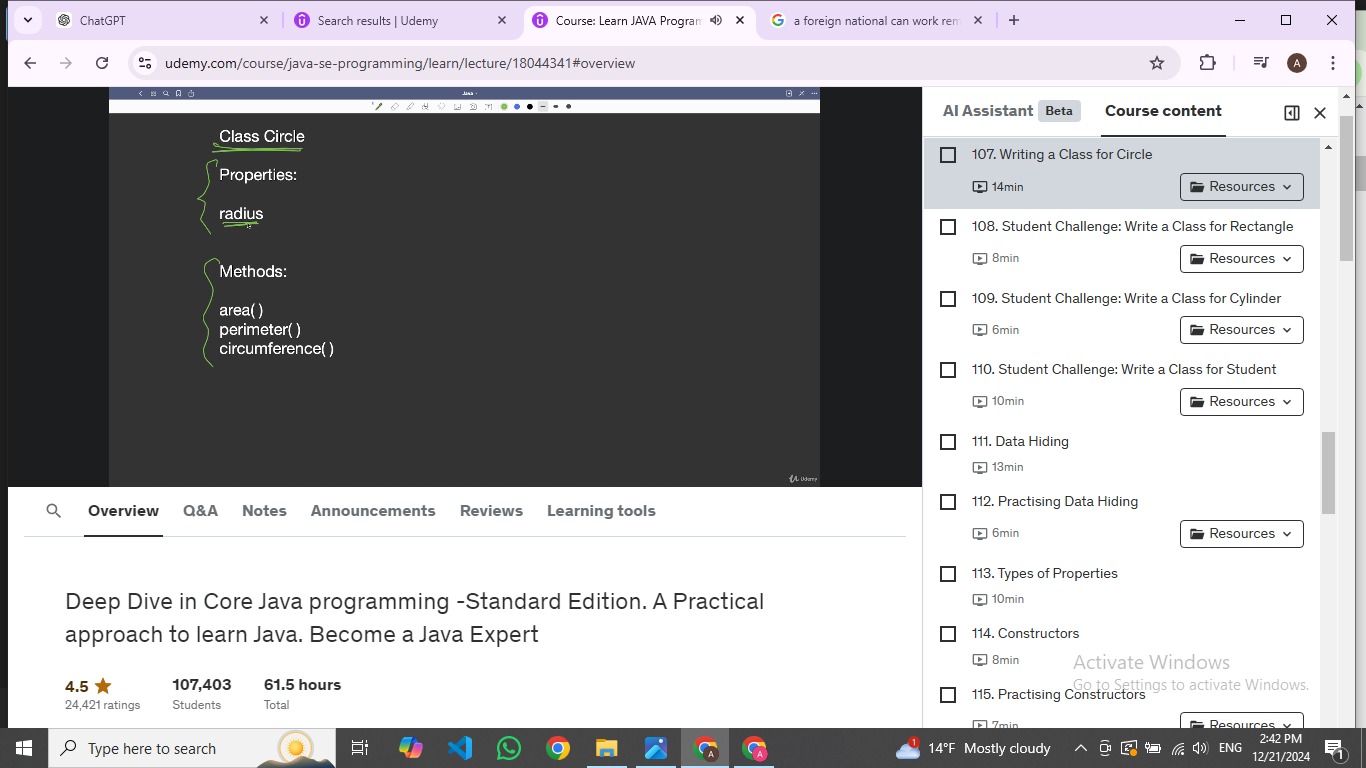 ChatGPT
Search results | Udemy
Course: Learn JAVA Program
a foreign national can work rem
udemy.com/course/java-se-programming/learn/lecture/18044341#overview
A
Java
Class Circle
Properties:
radius
Methods:
area( )
perimeter( )
circumference( )
Udemy
AI Assistant Beta Course content
107. Writing a Class for Circle
14min Resources
108. Student Challenge: Write a Class for Rectangle
8min Resources
109. Student Challenge: Write a Class for Cylinder
6min Resources
110. Student Challenge: Write a Class for Student
10min Resources
111. Data Hiding
13min
112. Practising Data Hiding
6min Resources
113. Types of Properties
10min
114. Constructors
8min
115. Practising Constructors
7min Resources
Activate Windows
Go to Settings to activate Windows.
Overview Q&A Notes Announcements Reviews Learning tools
Deep Dive in Core Java programming -Standard Edition. A Practical
approach to learn Java. Become a Java Expert
4.5 107,403 61.5 hours
24,421 ratings Students Total
Type here to search
1
14°F Mostly cloudy
ENG
2:42 PM
12/21/2024
1